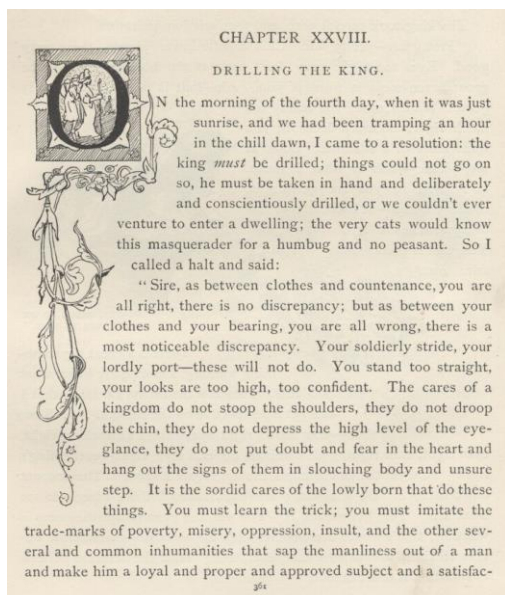 CHAPTER XXVIII.
DRILLING THE KING.
ON the morning of the fourth day, when it was just
sunrise, and we had been tramping an hour
in the chill dawn, I came to a resolution: the
king must be drilled; things could not go on
so, he must be taken in hand and deliberately
and conscientiously drilled, or we couldn't ever
venture to enter a dwelling; the very cats would know
this masquerader for a humbug and no peasant. So I
called a halt and said:
"Sire, as between clothes and countenance, you are
all right, there is no discrepancy; but as between your
clothes and your bearing, you are all wrong, there is a
most noticeable discrepancy. Your soldierly stride, your
lordly port—these will not do. You stand too straight,
your looks are too high, too confident. The cares of a
kingdom do not stoop the shoulders, they do not droop
the chin, they do not depress the high level of the eye-
glance, they do not put doubt and fear in the heart and
hang out the signs of them in slouching body and unsure
step. It is the sordid cares of the lowly born that do these
things. You must learn the trick; you must imitate the
trade-marks of poverty, misery, oppression, insult, and the other sev-
eral and common inhumanities that sap the manliness out of a man
and make him a loyal and proper and approved subject and a satisfac-
361